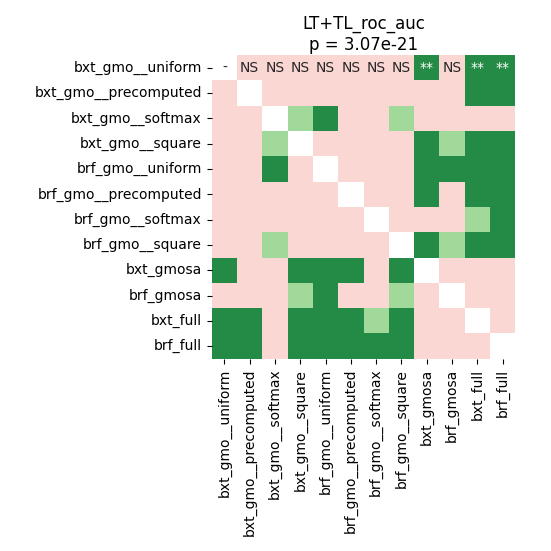 LT+TL_roc_auc
p = 3.07e-21
bxt_gmo__uniform - NS NS NS NS NS NS NS ** NS ** **
bxt_gmo__precomputed
bxt_gmo__softmax
bxt_gmo__square
brf_gmo__uniform
brf_gmo__precomputed
brf_gmo__softmax
brf_gmo__square
bxt_gmosa
brf_gmosa
bxt_full
brf_full
bxt_gmo__uniform
bxt_gmo__precomputed
bxt_gmo__softmax
bxt_gmo__square
brf_gmo__uniform
brf_gmo__precomputed
brf_gmo__softmax
brf_gmo__square
bxt_gmosa
brf_gmosa
bxt_full
brf_full